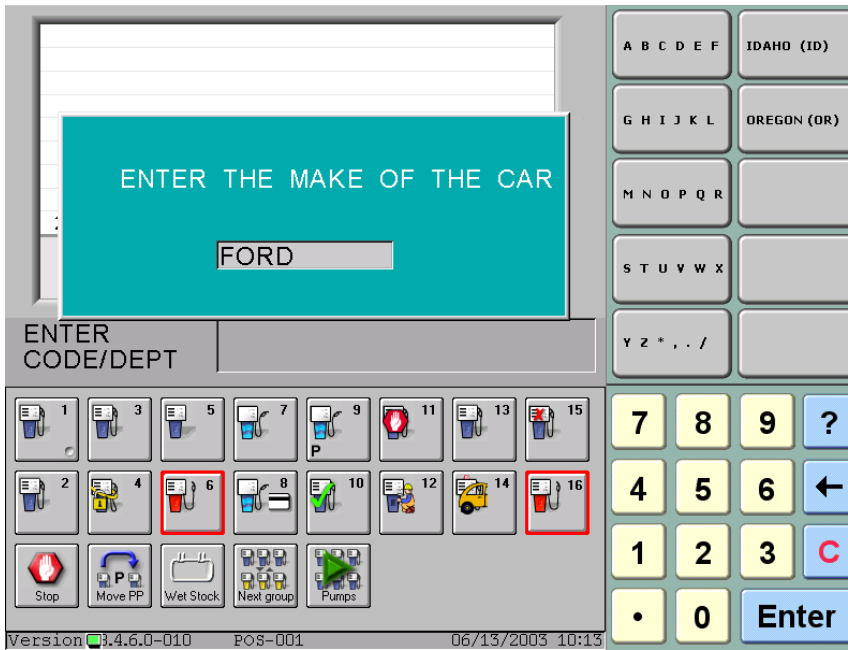 ENTER THE MAKE OF THE CAR
FORD
ENTER
CODE/DEPT
A B C D E F
IDAHO (ID)
G H I J K L
OREGON (OR)
M N O P Q R
S T U V W X
Y Z * , . /
1
3
5
7
9
P
11
13
15
2
4
6
8
10
12
14
16
Stop
P
Move PP
Wet Stock
Next group
Pumps
7 8 9 ?
4 5 6 ←
1 2 3 C
• 0 Enter
Version 3.4.6.0-010 POS-001 06/13/2003 10:13